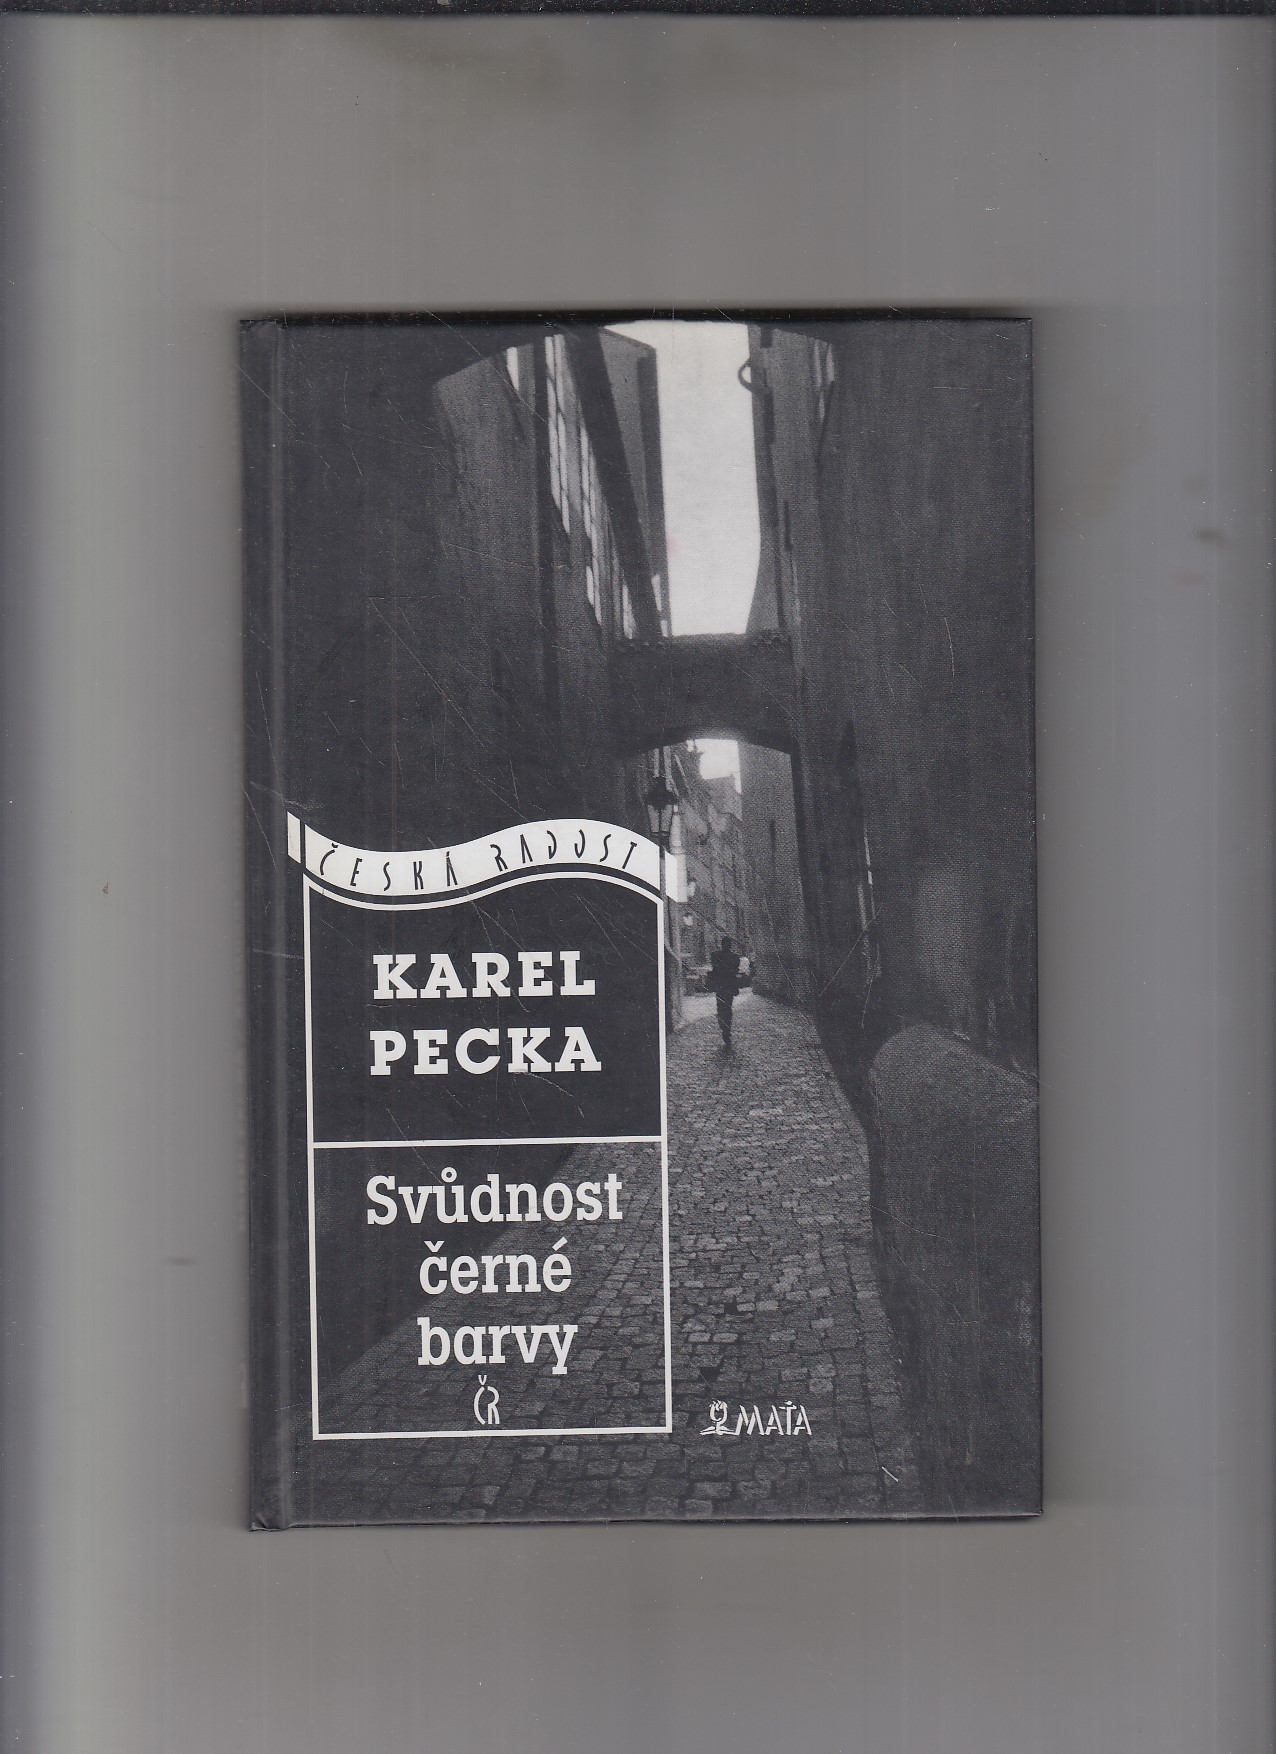 ČESKÁ RADOST
KAREL
PECKA
Svůdnost
černé
barvy
ČR
MAŤA